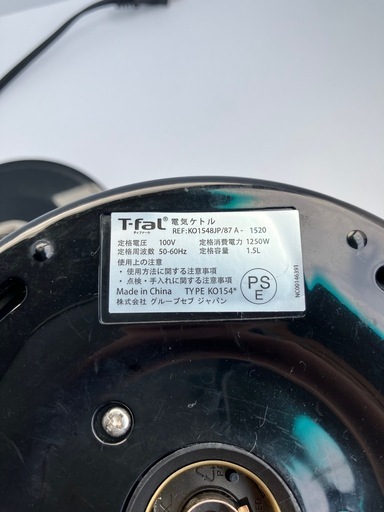 T-fal® 電気ケトル
ティファール REF:KO1548JP/87 A - 1520
定格電圧 100V 定格消費電力 1250W
定格周波数 50-60Hz 定格容量 1.5L
使用上の注意
・ 使用方法に関する注意事項
・ 点検・手入れに関する注意事項
Made in China TYPE KO154*
株式会社 グループセブ ジャパン
PS
E
NC00146391